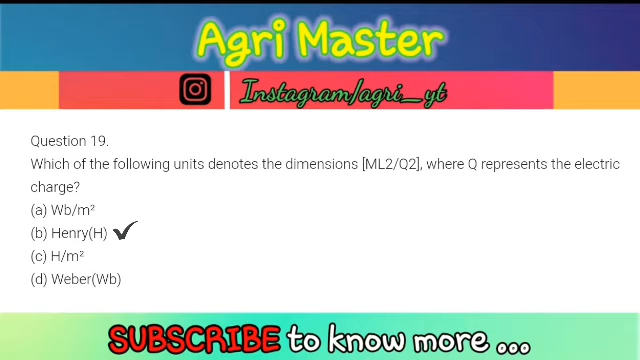 Agri Master
Instagram/agri_yt
Question 19.
Which of the following units denotes the dimensions [ML2/Q2], where Q represents the electric
charge?
(a) Wb/m²
(b) Henry(H)
(c) H/m²
(d) Weber(Wb)
SUBSCRIBE to know more ...